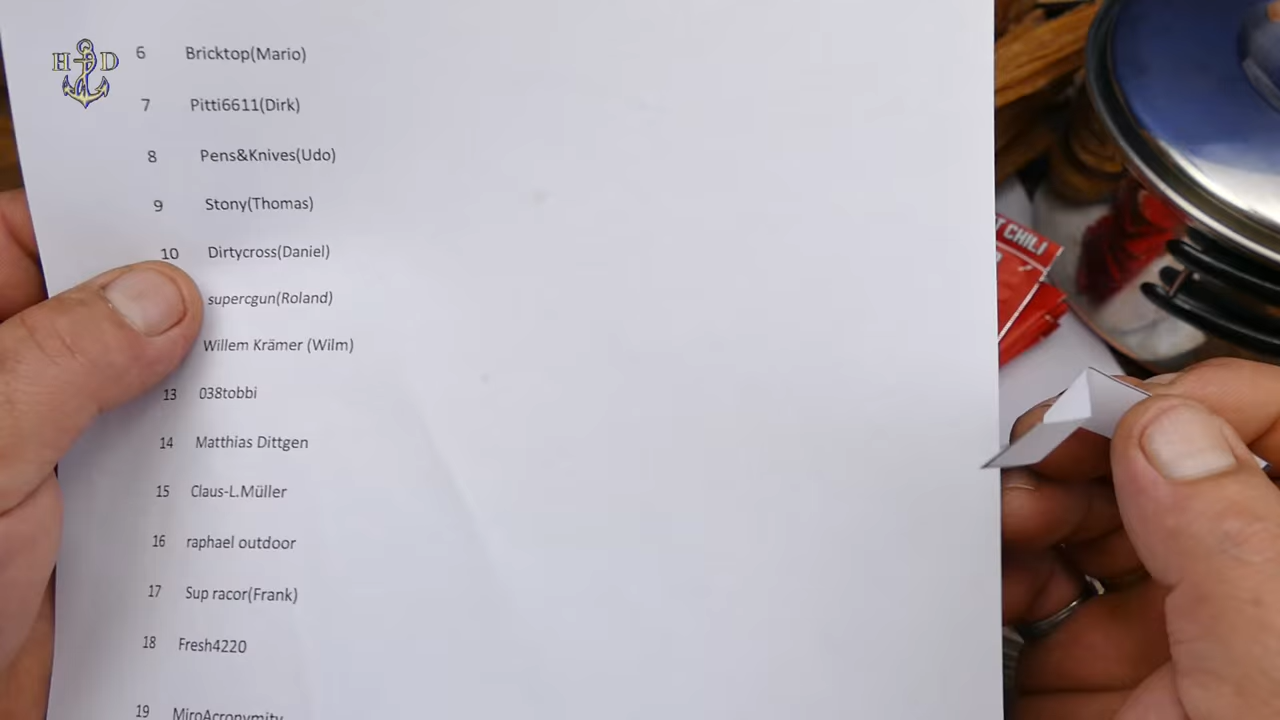 H D
6 Bricktop(Mario)
7 Pitti6611(Dirk)
8 Pens&Knives(Udo)
9 Stony(Thomas)
10 Dirtycross(Daniel)
supercgun(Roland)
Willem Krämer (Wilm)
13 038tobbi
14 Matthias Dittgen
15 Claus-L.Müller
16 raphael outdoor
17 Sup racor(Frank)
18 Fresh4220
19 MiroAcronymity
CHILI